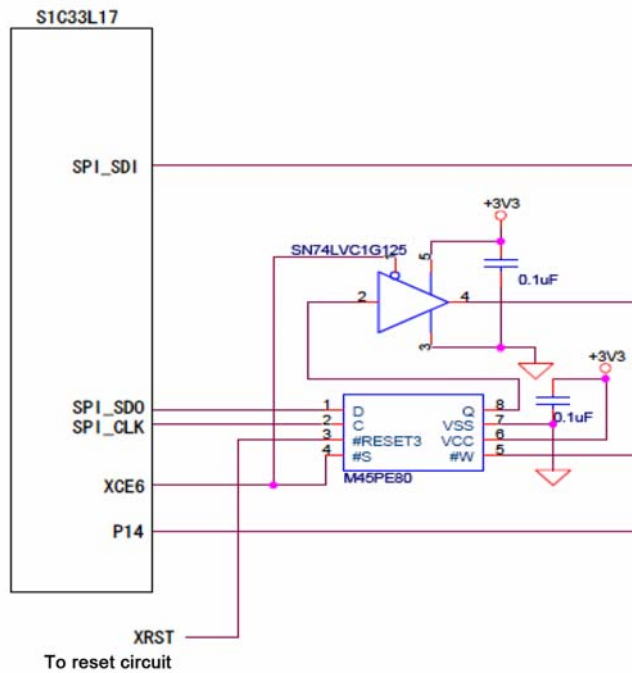 S1C33L17
SPI_SDI
+3V3
SN74LVC1G125
1
5
2
4
0.1uF
3
+3V3
SPI_SDO
1
D
Q
8
0.1uF
SPI_CLK
2
C
VSS
7
3
#RESET3
VCC
6
4
#S
#W
5
XCE6
M45PE80
P14
XRST
To reset circuit